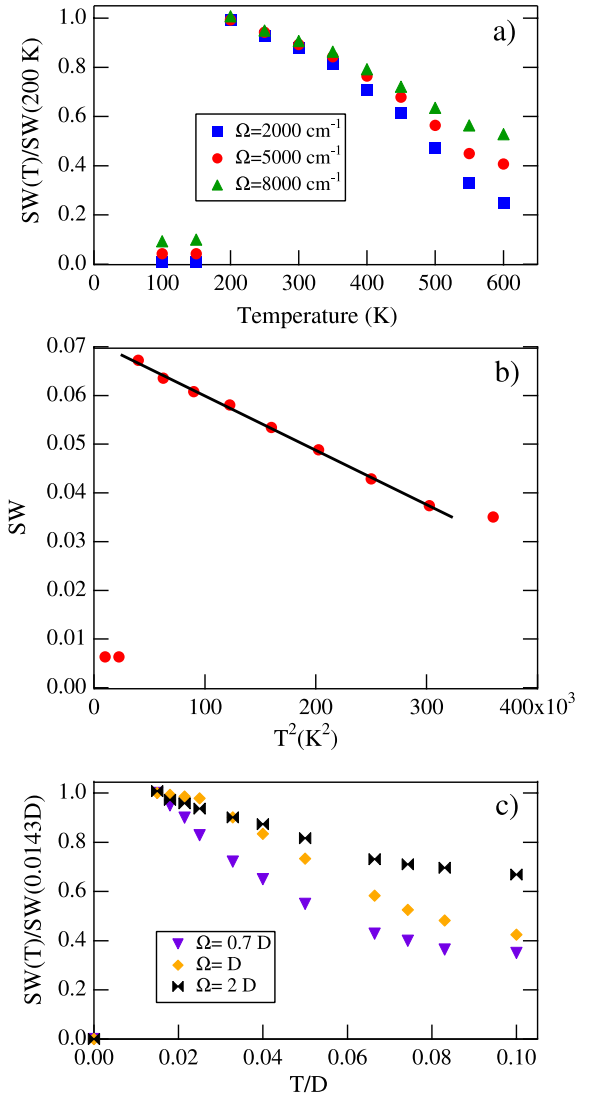 a)
SW(T)/SW(200 K)
1.0
0.8
0.6
0.4
0.2
0.0
Ω=2000 cm⁻¹
Ω=5000 cm⁻¹
Ω=8000 cm⁻¹
0 100 200 300 400 500 600
Temperature (K)
b)
SW
0.07
0.06
0.05
0.04
0.03
0.02
0.01
0.00
0 100 200 300 400x10³
T²(K²)
c)
SW(T)/SW(0.0143D)
1.0
0.8
0.6
0.4
0.2
0.0
Ω= 0.7 D
Ω= D
Ω= 2 D
0.00 0.02 0.04 0.06 0.08 0.10
T/D